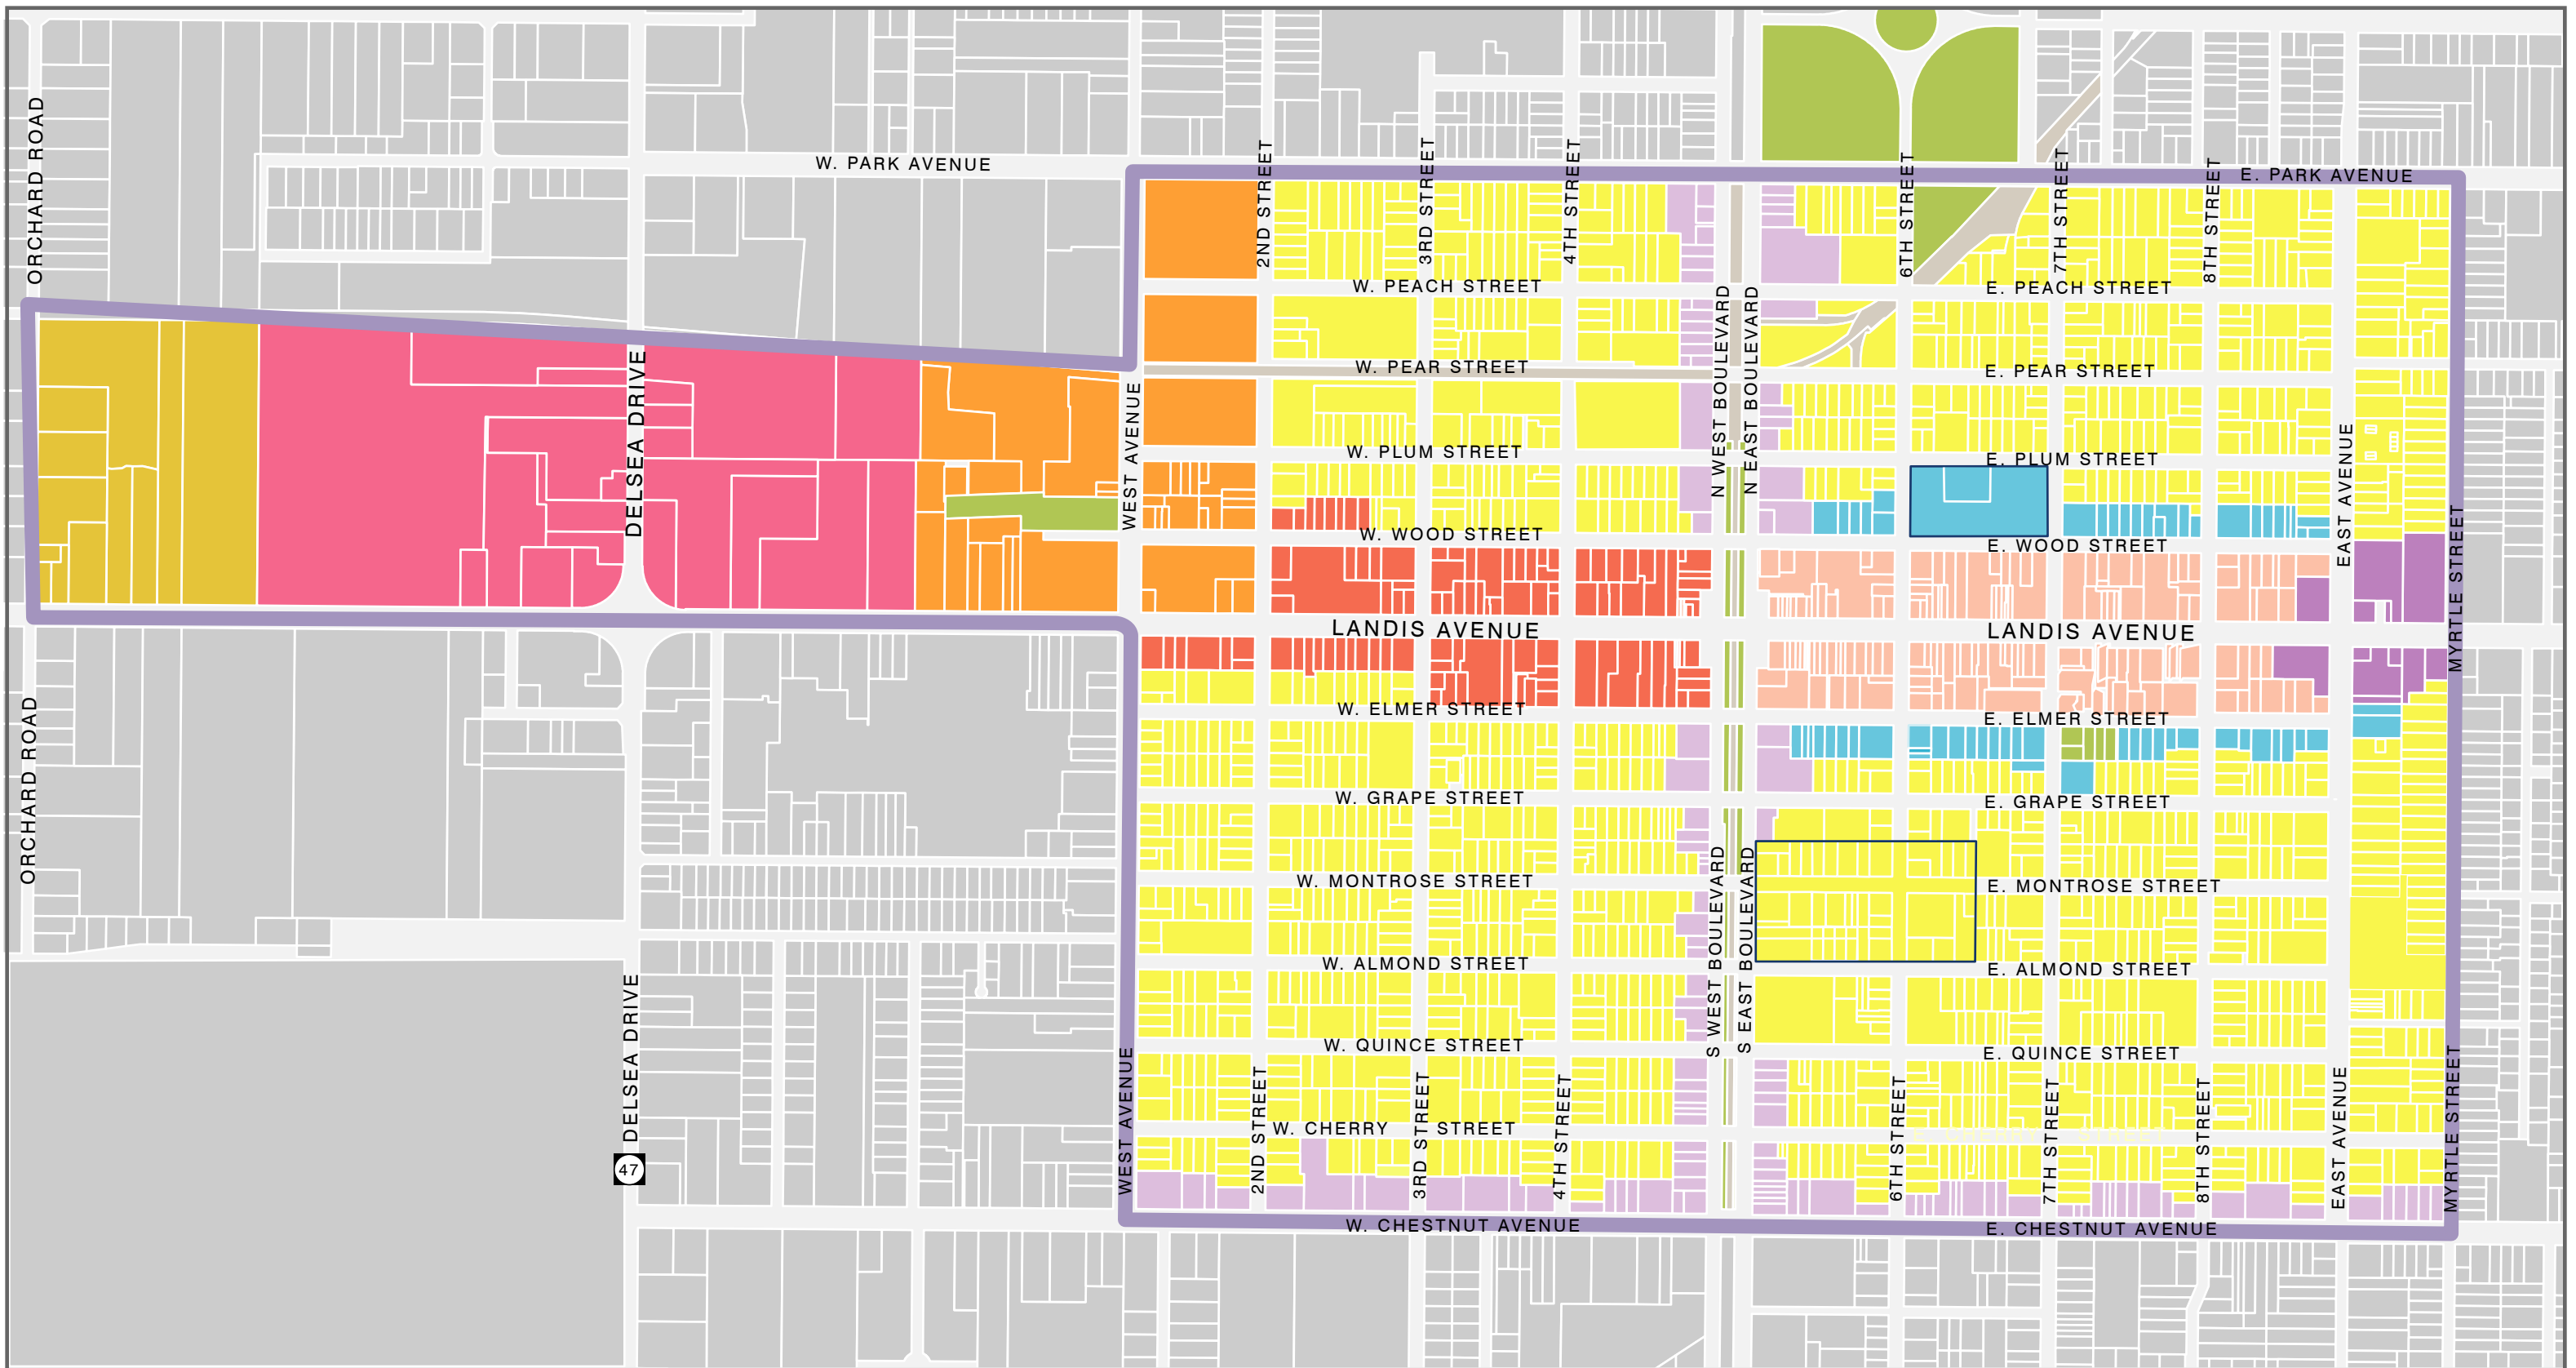 W. PARK AVENUE
E. PARK AVENUE
ORCHARD ROAD
2ND STREET
3RD STREET
4TH STREET
6TH STREET
7TH STREET
8TH STREET
W. PEACH STREET
E. PEACH STREET
N WEST BOULEVARD
N EAST BOULEVARD
DELSEA DRIVE
WEST AVENUE
W. PEAR STREET
E. PEAR STREET
W. PLUM STREET
E. PLUM STREET
EAST AVENUE
MYRTLE STREET
W. WOOD STREET
E. WOOD STREET
LANDIS AVENUE
LANDIS AVENUE
ORCHARD ROAD
W. ELMER STREET
E. ELMER STREET
W. GRAPE STREET
E. GRAPE STREET
S WEST BOULEVARD
S EAST BOULEVARD
W. MONTROSE STREET
E. MONTROSE STREET
W. ALMOND STREET
E. ALMOND STREET
DELSEA DRIVE
47
W. QUINCE STREET
E. QUINCE STREET
WEST AVENUE
2ND STREET
3RD STREET
4TH STREET
6TH STREET
7TH STREET
8TH STREET
EAST AVENUE
MYRTLE STREET
W. CHERRY STREET
W. CHESTNUT AVENUE
E. CHESTNUT AVENUE